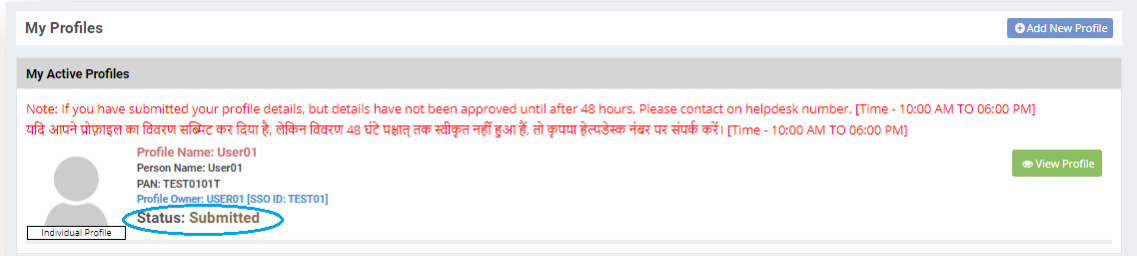 My Profiles
Add New Profile
My Active Profiles
Note: If you have submitted your profile details, but details have not been approved until after 48 hours, Please contact on helpdesk number. [Time - 10:00 AM TO 06:00 PM]
यदि आपने प्रोफ़ाइल का विवरण सब्मिट कर दिया है, लेकिन विवरण 48 घंटे पश्चात् तक स्वीकृत नहीं हुआ हैं, तो कृपया हेल्पडेस्क नंबर पर संपर्क करें। [Time - 10:00 AM TO 06:00 PM]
Profile Name: User01
Person Name: User01
PAN: TEST0101T
Profile Owner: USER01 [SSO ID: TEST01]
Status: Submitted
View Profile
Individual Profile